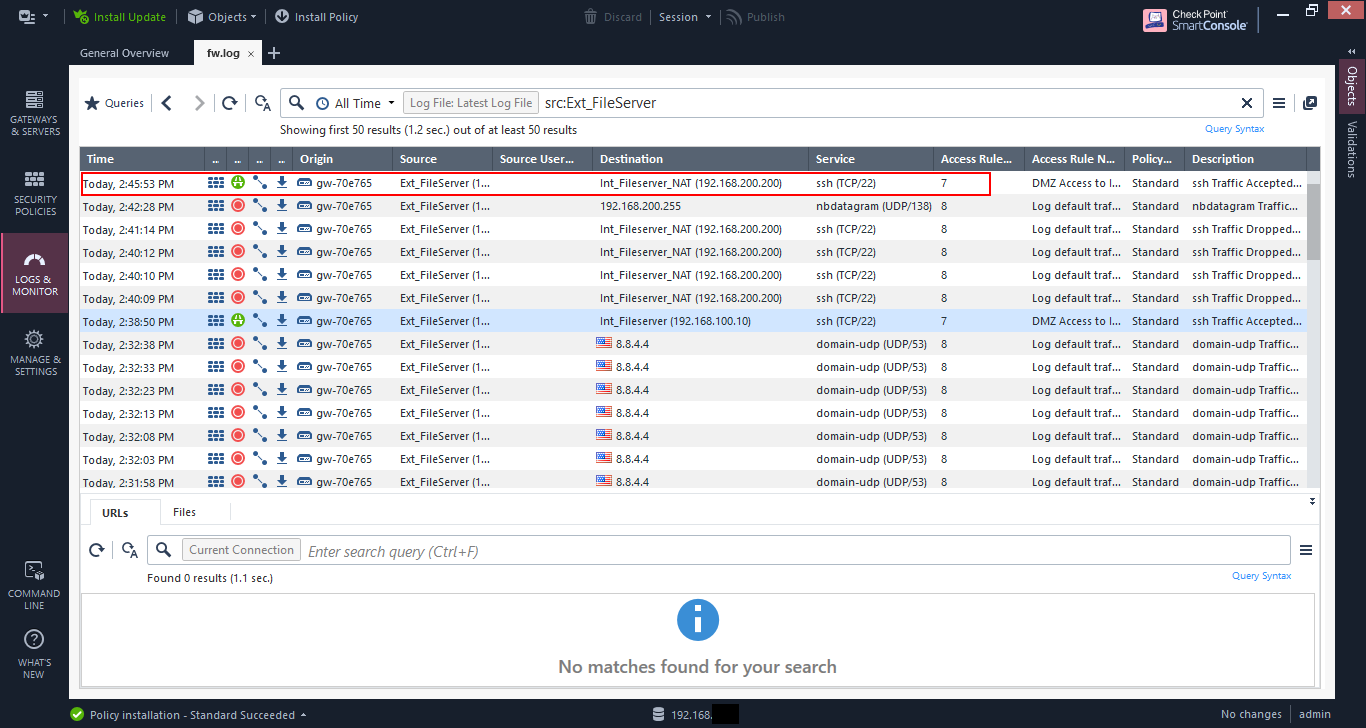 Install Update Objects Install Policy Discard Session Publish Check Point SmartConsole
General Overview fw.log
Queries All Time Log File: Latest Log File src:Ext_FileServer
Showing first 50 results (1.2 sec.) out of at least 50 results Query Syntax
Time ... ... ... ... Origin Source Source User... Destination Service Access Rule... Access Rule N... Policy... Description
Today, 2:45:53 PM gw-70e765 Ext_FileServer (1... Int_Fileserver_NAT (192.168.200.200) ssh (TCP/22) 7 DMZ Access to I... Standard ssh Traffic Accepted...
Today, 2:42:28 PM gw-70e765 Ext_FileServer (1... 192.168.200.255 nbdatagram (UDP/138) 8 Log default traf... Standard nbdatagram Traffic...
Today, 2:41:14 PM gw-70e765 Ext_FileServer (1... Int_Fileserver_NAT (192.168.200.200) ssh (TCP/22) 8 Log default traf... Standard ssh Traffic Dropped...
Today, 2:40:12 PM gw-70e765 Ext_FileServer (1... Int_Fileserver_NAT (192.168.200.200) ssh (TCP/22) 8 Log default traf... Standard ssh Traffic Dropped...
Today, 2:40:10 PM gw-70e765 Ext_FileServer (1... Int_Fileserver_NAT (192.168.200.200) ssh (TCP/22) 8 Log default traf... Standard ssh Traffic Dropped...
Today, 2:40:09 PM gw-70e765 Ext_FileServer (1... Int_Fileserver_NAT (192.168.200.200) ssh (TCP/22) 8 Log default traf... Standard ssh Traffic Dropped...
Today, 2:38:50 PM gw-70e765 Ext_FileServer (1... Int_Fileserver (192.168.100.10) ssh (TCP/22) 7 DMZ Access to I... Standard ssh Traffic Accepted...
Today, 2:32:38 PM gw-70e765 Ext_FileServer (1... 8.8.4.4 domain-udp (UDP/53) 8 Log default traf... Standard domain-udp Traffic...
Today, 2:32:33 PM gw-70e765 Ext_FileServer (1... 8.8.4.4 domain-udp (UDP/53) 8 Log default traf... Standard domain-udp Traffic...
Today, 2:32:23 PM gw-70e765 Ext_FileServer (1... 8.8.4.4 domain-udp (UDP/53) 8 Log default traf... Standard domain-udp Traffic...
Today, 2:32:13 PM gw-70e765 Ext_FileServer (1... 8.8.4.4 domain-udp (UDP/53) 8 Log default traf... Standard domain-udp Traffic...
Today, 2:32:08 PM gw-70e765 Ext_FileServer (1... 8.8.4.4 domain-udp (UDP/53) 8 Log default traf... Standard domain-udp Traffic...
Today, 2:32:03 PM gw-70e765 Ext_FileServer (1... 8.8.4.4 domain-udp (UDP/53) 8 Log default traf... Standard domain-udp Traffic...
Today, 2:31:58 PM gw-70e765 Ext_FileServer (1... 8.8.4.4 domain-udp (UDP/53) 8 Log default traf... Standard domain-udp Traffic...
URLs Files
Current Connection Enter search query (Ctrl+F)
Found 0 results (1.1 sec.) Query Syntax
No matches found for your search
GATEWAYS
& SERVERS
SECURITY
POLICIES
LOGS &
MONITOR
MANAGE &
SETTINGS
COMMAND
LINE
WHAT'S
NEW
Objects
Validations
Policy installation - Standard Succeeded 192.168. No changes admin